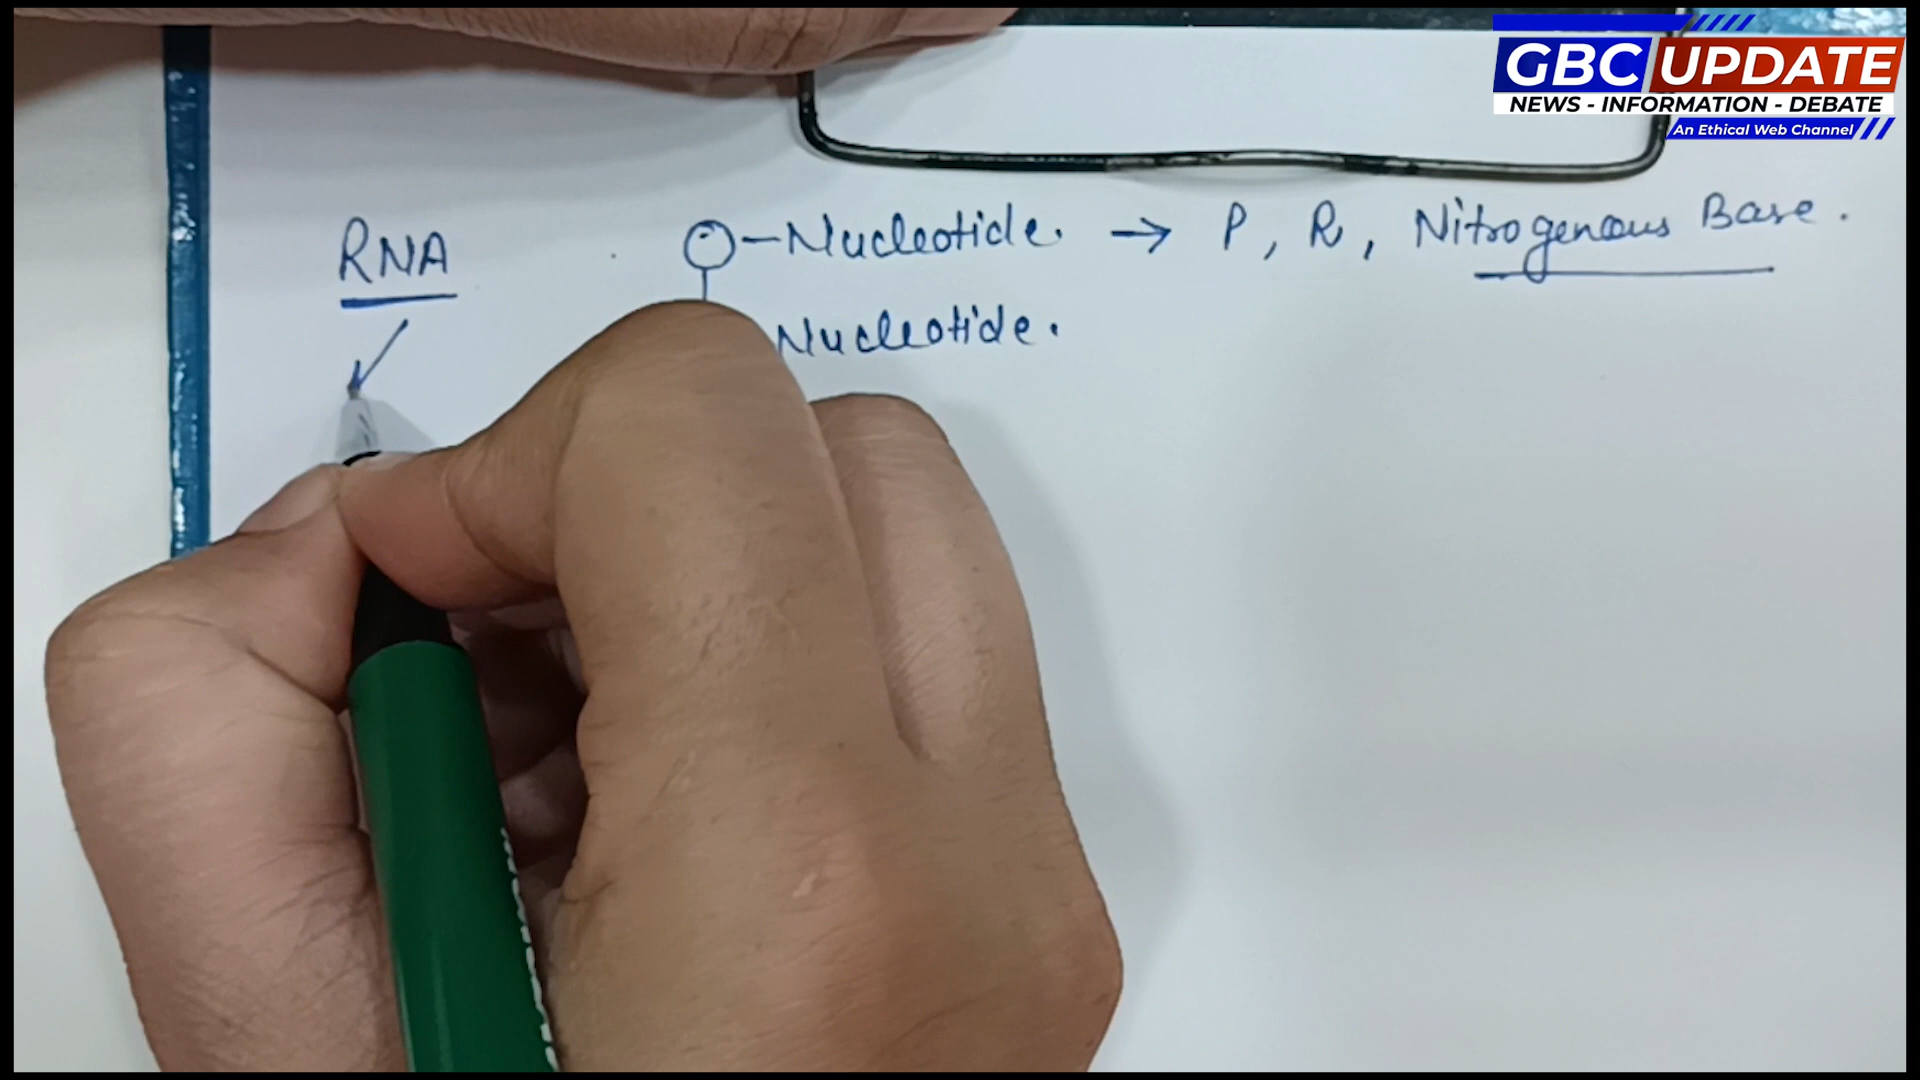 GBC UPDATE
NEWS - INFORMATION - DEBATE
An Ethical Web Channel
RNA
Nucleotide. → P, R, Nitrogenous Base.
Nucleotide.